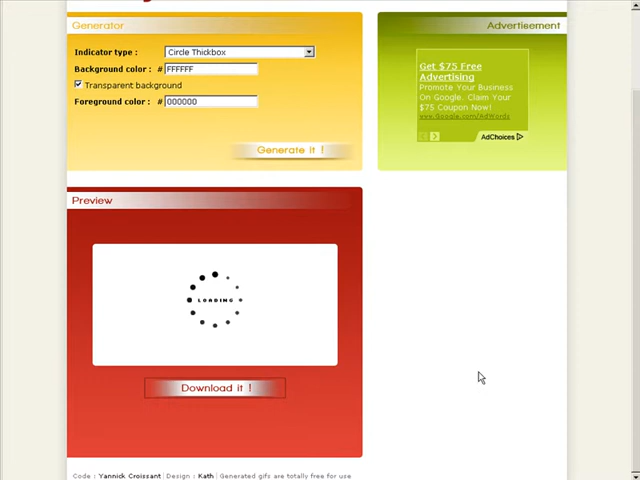 Generator
Indicator type :
Circle Thickbox
Background color : # FFFFFF
Transparent background
Foreground color : # 000000
Generate it !
Advertisement
Get $75 Free
Advertising
Promote Your Business
On Google. Claim Your
$75 Coupon Now!
www.Google.com/AdWords
AdChoices
Preview
LOADING
Download it !
Code : Yannick Croissant | Design : Kath | Generated gifs are totally free for use